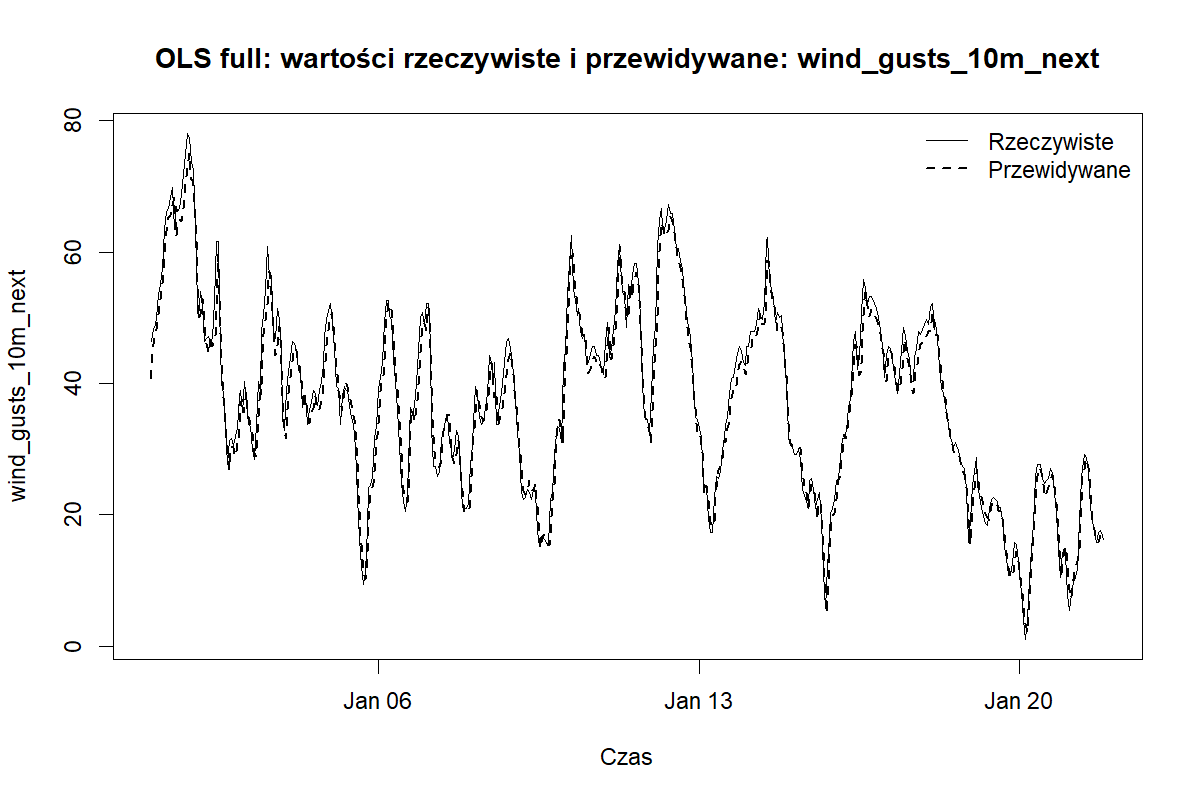 OLS full: wartości rzeczywiste i przewidywane: wind_gusts_10m_next
Rzeczywiste
Przewidywane
wind_gusts_10m_next
80
60
40
20
0
Jan 06
Jan 13
Jan 20
Czas